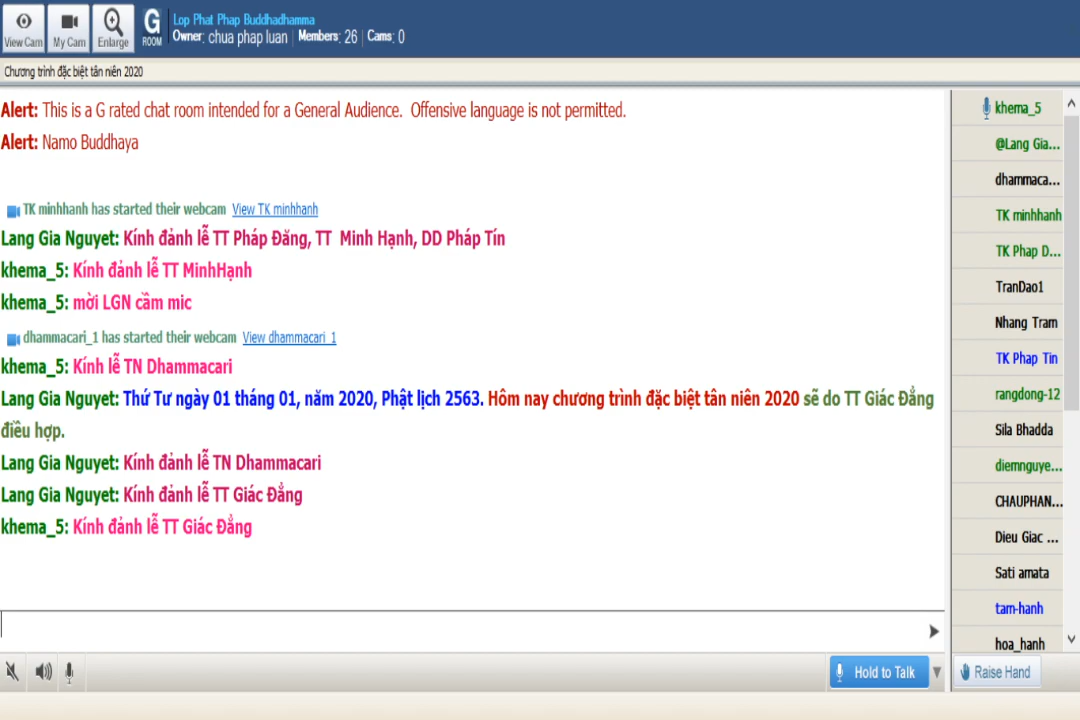 View Cam
My Cam
Enlarge
G
ROOM
Lop Phat Phap Buddhadhamma
Owner: chua phap luan | Members: 26 | Cams: 0
Chương trình đặc biệt tân niên 2020
Alert: This is a G rated chat room intended for a General Audience. Offensive language is not permitted.
Alert: Namo Buddhaya
TK minhhanh has started their webcam View TK minhhanh
Lang Gia Nguyet: Kính đảnh lễ TT Pháp Đăng, TT Minh Hạnh, DD Pháp Tín
khema_5: Kính đảnh lễ TT MinhHạnh
khema_5: mời LGN cầm mic
dhammacari_1 has started their webcam View dhammacari_1
khema_5: Kính lễ TN Dhammacari
Lang Gia Nguyet: Thứ Tư ngày 01 tháng 01, năm 2020, Phật lịch 2563. Hôm nay chương trình đặc biệt tân niên 2020 sẽ do TT Giác Đẳng
điều hợp.
Lang Gia Nguyet: Kính đảnh lễ TN Dhammacari
Lang Gia Nguyet: Kính đảnh lễ TT Giác Đẳng
khema_5: Kính đảnh lễ TT Giác Đẳng
khema_5
@Lang Gia...
dhammaca...
TK minhhanh
TK Phap D...
TranDao1
Nhang Tram
TK Phap Tin
rangdong-12
Sila Bhadda
diemnguye...
CHAUPHAN...
Dieu Giac ...
Sati amata
tam-hanh
hoa_hanh
Hold to Talk
Raise Hand